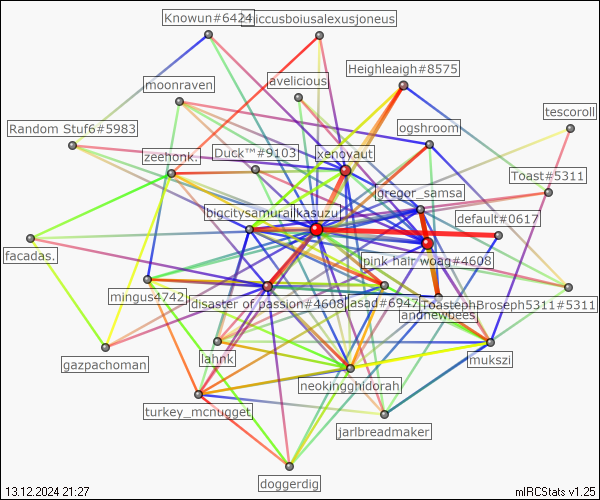 Knowun#6424
iccusboiusalexusjoneus
Heighleaigh#8575
moonraven
avelicious
tescoroll
Random Stuf6#5983
ogshroom
zeehonk.
Duck™#9103
xenovaut
Toast#5311
gregor_samsa
bigcitysamurai
kasuzu
default#0617
facadas.
pink hair woag#4608
mingus4742
disaster of passion#4608
asad#6947
ToastephBroseph5311#5311
andnewbees
gazpachoman
iahnk
mukszi
neokingghidorah
turkey_mcnugget
jarlbreadmaker
doggerdig
13.12.2024 21:27
mIRCStats v1.25